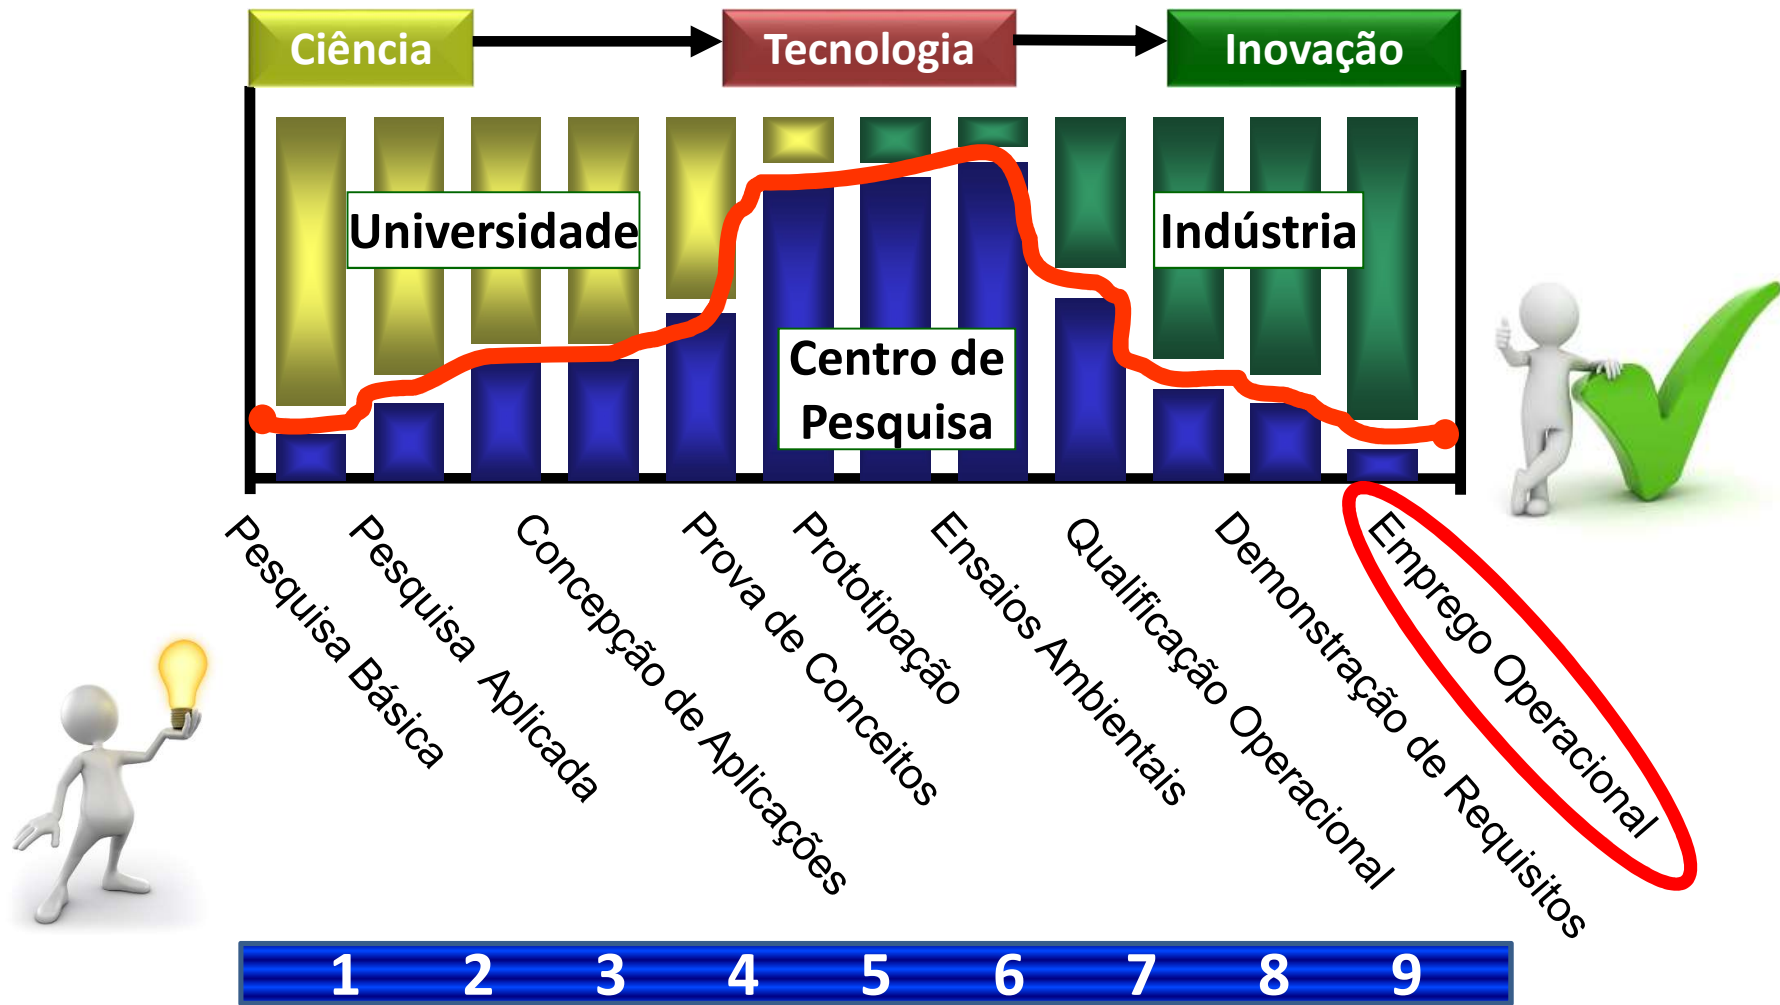 Ciência
Tecnologia
Inovação
Universidade
Indústria
Centro de
Pesquisa
Pesquisa Básica
Pesquisa Aplicada
Concepção de Aplicações
Prova de Conceitos
Prototipação
Ensaios Ambientais
Qualificação Operacional
Demonstração de Requisitos
Emprego Operacional
1 2 3 4 5 6 7 8 9